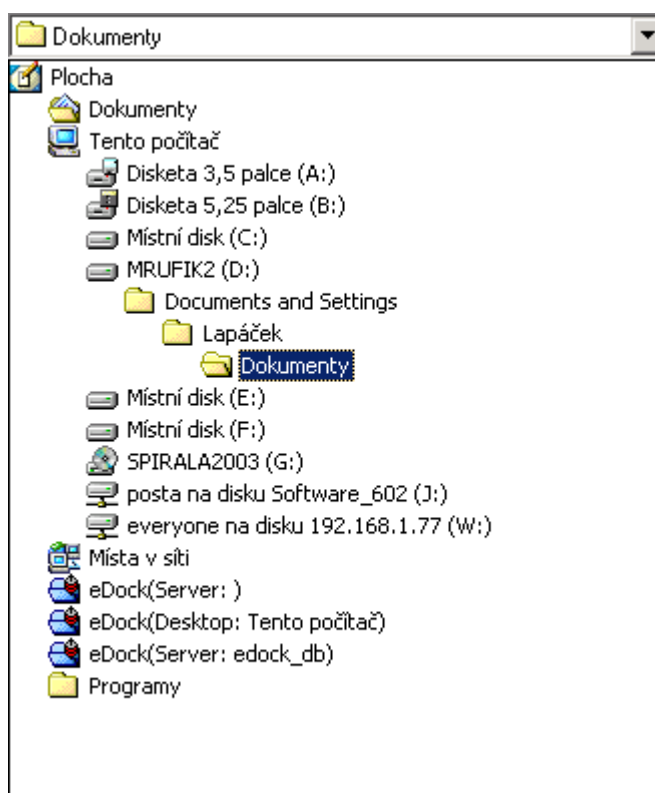 Dokumenty
Plocha
Dokumenty
Tento počítač
Disketa 3,5 palce (A:)
Disketa 5,25 palce (B:)
Místní disk (C:)
MRUFIK2 (D:)
Documents and Settings
Lapáček
Dokumenty
Místní disk (E:)
Místní disk (F:)
SPIRALA2003 (G:)
posta na disku Software_602 (J:)
everyone na disku 192.168.1.77 (W:)
Místa v síti
eDock(Server: )
eDock(Desktop: Tento počítač)
eDock(Server: edock_db)
Programy